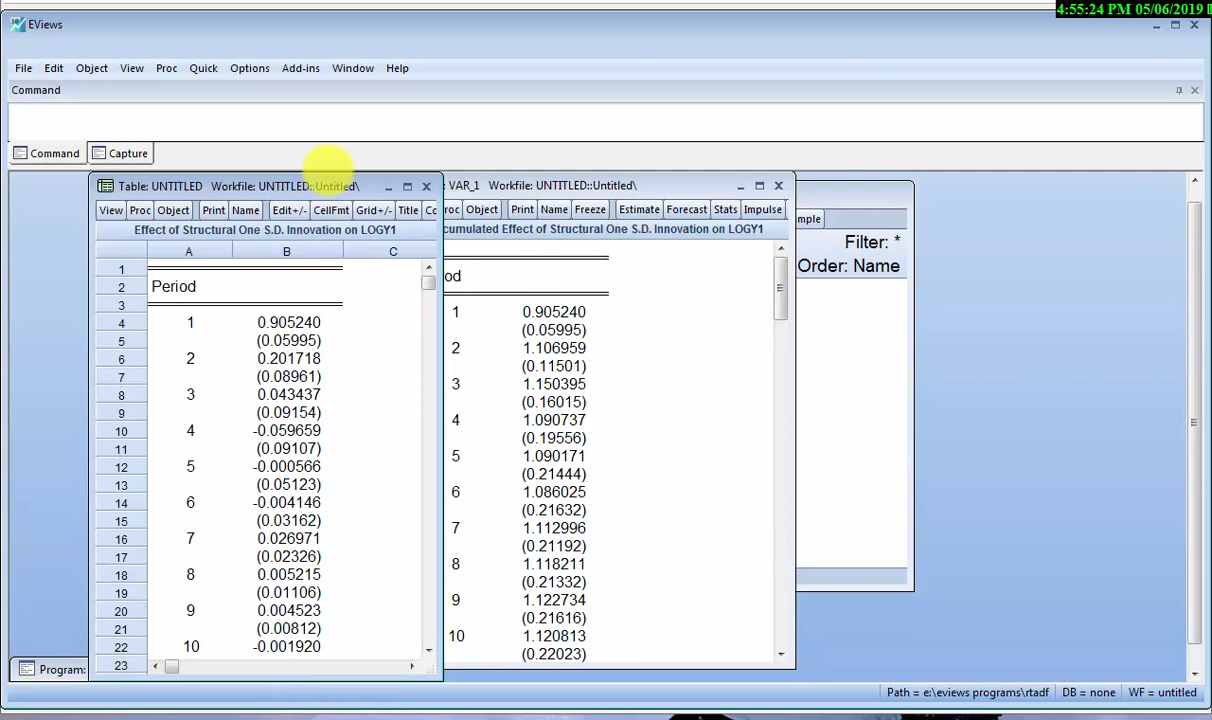 4:55:24 PM 05/06/2019
EViews
File Edit Object View Proc Quick Options Add-ins Window Help
Command
Command Capture
Table: UNTITLED Workfile: UNTITLED::Untitled\
View Proc Object Print Name Edit+/- CellFmt Grid+/- Title
Effect of Structural One S.D. Innovation on LOGY1
A B C
1
2 Period
3
4 1 0.905240
5 (0.05995)
6 2 0.201718
7 (0.08961)
8 3 0.043437
9 (0.09154)
10 4 -0.059659
11 (0.09107)
12 5 -0.000566
13 (0.05123)
14 6 -0.004146
15 (0.03162)
16 7 0.026971
17 (0.02326)
18 8 0.005215
19 (0.01106)
20 9 0.004523
21 (0.00812)
22 10 -0.001920
23
VAR_1 Workfile: UNTITLED::Untitled\
Object Print Name Freeze Estimate Forecast Stats Impulse
Effect of Structural One S.D. Innovation on LOGY1
1 0.905240
(0.05995)
2 1.106959
(0.11501)
3 1.150395
(0.16015)
4 1.090737
(0.19556)
5 1.090171
(0.21444)
6 1.086025
(0.21632)
7 1.112996
(0.21192)
8 1.118211
(0.21332)
9 1.122734
(0.21616)
10 1.120813
(0.22023)
Filter: *
Order: Name
Program:
Path = e:\eviews programs\rtadf DB = none WF = untitled